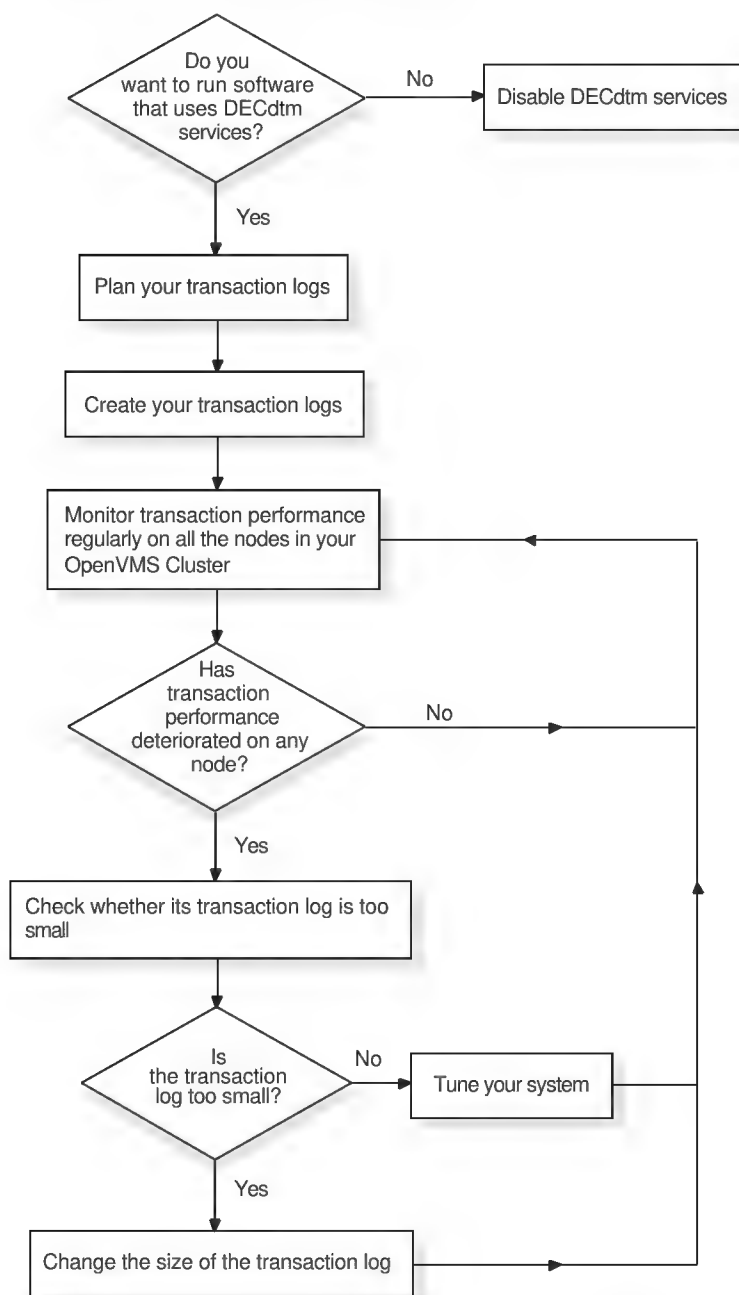 Do you
want to run software
that uses DECdtm
services?
No
Disable DECdtm services
Yes
Plan your transaction logs
Create your transaction logs
Monitor transaction performance
regularly on all the nodes in your
OpenVMS Cluster
Has
transaction
performance
deteriorated on any
node?
No
Yes
Check whether its transaction log is too
small
Is
the transaction
log too small?
No
Tune your system
Yes
Change the size of the transaction log